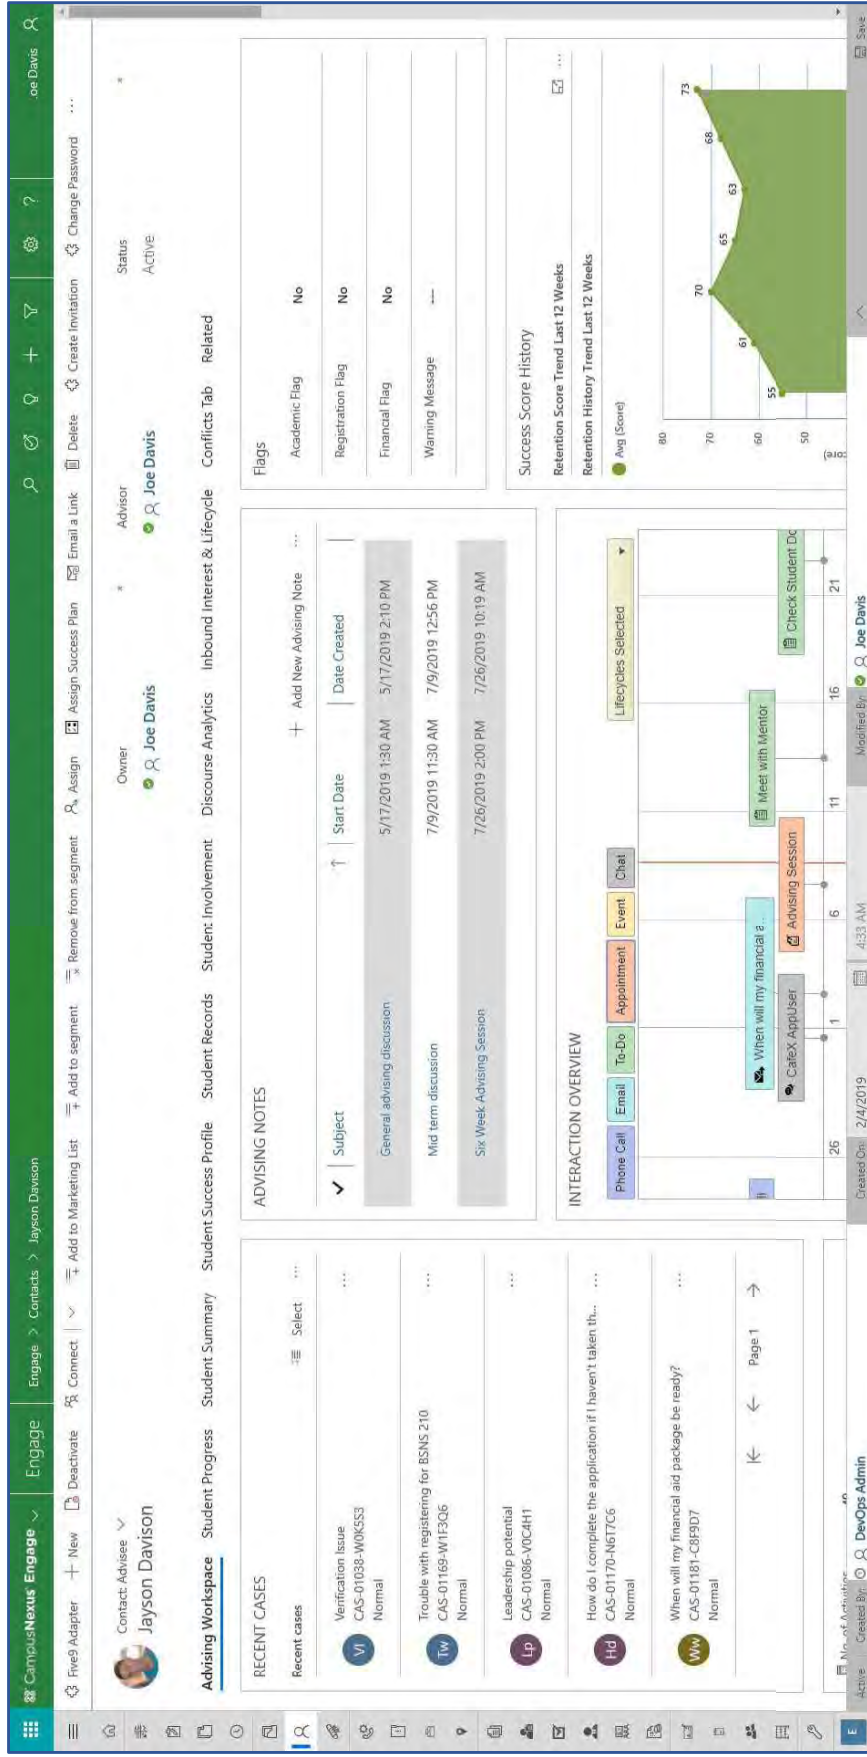 CampusNexus Engage
Engage
Engage > Contacts > Jayson Davison
oe Davis
Five9 Adapter
New
Deactivate
Connect
Add to Marketing List
Add to segment
Remove from segment
Assign
Assign Success Plan
Email a Link
Delete
Create Invitation
Change Password
...
Contact: Advisee
Jayson Davison
Owner
*
Joe Davis
Advisor
Joe Davis
Status
*
Active
Advising Workspace
Student Progress
Student Summary
Student Success Profile
Student Records
Student Involvement
Discourse Analytics
Inbound Interest & Lifecycle
Conflicts Tab
Related
RECENT CASES
Recent cases
Select
...
VI
Verification Issue
CAS-01038-W0K5S3
Normal
...
Tw
Trouble with registering for BSNS 210
CAS-01169-W1F3Q6
Normal
...
Lp
Leadership potential
CAS-01086-V0C4H1
Normal
...
Hd
How do I complete the application if I haven't taken th...
CAS-01170-N6T7C6
Normal
...
Ww
When will my financial aid package be ready?
CAS-01181-C8F9D7
Normal
...
Page 1
ADVISING NOTES
Add New Advising Note
...
Subject
Start Date
Date Created
General advising discussion
5/17/2019 1:30 AM
5/17/2019 2:10 PM
Mid term discussion
7/9/2019 11:30 AM
7/9/2019 12:56 PM
Six Week Advising Session
7/26/2019 2:00 PM
7/26/2019 10:19 AM
INTERACTION OVERVIEW
Phone Call
Email
To-Do
Appointment
Event
Chat
Lifecycles Selected
When will my financial a...
Meet with Mentor
CafeX AppUser
Advising Session
Check Student Do
26
1
6
11
16
21
Flags
Academic Flag
No
Registration Flag
No
Financial Flag
No
Warning Message
---
Success Score History
Retention Score Trend Last 12 Weeks
...
Retention History Trend Last 12 Weeks
Avg (Score)
80
70
60
50
55
61
70
65
63
68
73
core)
No. of Activities
E
Active
Created By:
DevOps Admin
Created On:
2/4/2019
4:33 AM
Modified By:
Joe Davis
Save